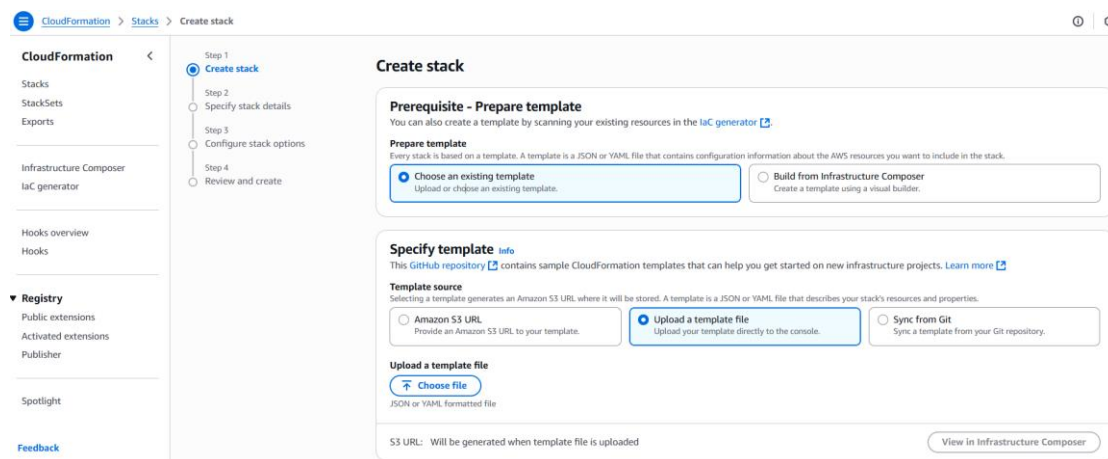 CloudFormation > Stacks > Create stack
CloudFormation
Stacks
StackSets
Exports
Infrastructure Composer
IaC generator
Hooks overview
Hooks
Registry
Public extensions
Activated extensions
Publisher
Spotlight
Feedback
Step 1
Create stack
Step 2
Specify stack details
Step 3
Configure stack options
Step 4
Review and create
Create stack
Prerequisite - Prepare template
You can also create a template by scanning your existing resources in the IaC generator.
Prepare template
Every stack is based on a template. A template is a JSON or YAML file that contains configuration information about the AWS resources you want to include in the stack.
Choose an existing template
Upload or choose an existing template.
Build from Infrastructure Composer
Create a template using a visual builder.
Specify template Info
This GitHub repository contains sample CloudFormation templates that can help you get started on new infrastructure projects. Learn more
Template source
Selecting a template generates an Amazon S3 URL where it will be stored. A template is a JSON or YAML file that describes your stack's resources and properties.
Amazon S3 URL
Provide an Amazon S3 URL to your template.
Upload a template file
Upload your template directly to the console.
Sync from Git
Sync a template from your Git repository.
Upload a template file
Choose file
JSON or YAML formatted file
S3 URL: Will be generated when template file is uploaded
View in Infrastructure Composer